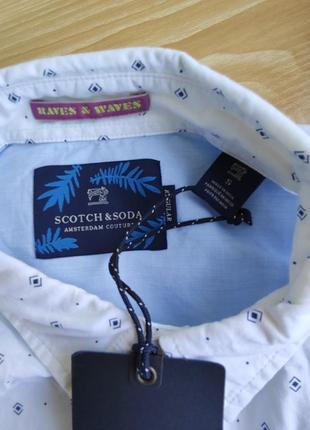 RAVES & WAVES
SCOTCH & SODA
AMSTERDAM COUTURE
REGULAR
S